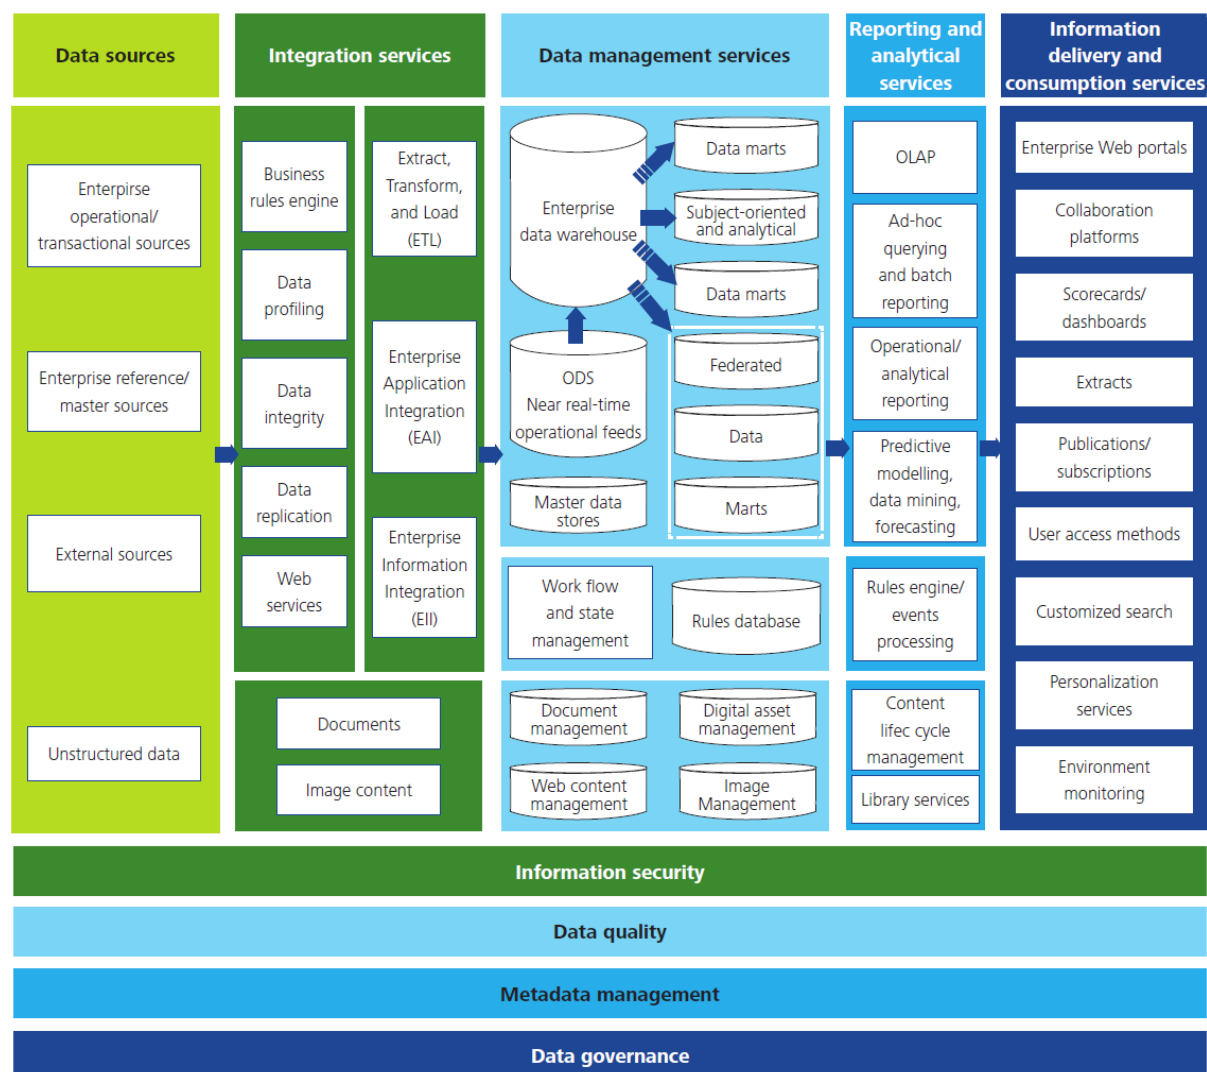 Data sources
Integration services
Data management services
Reporting and
analytical
services
Information
delivery and
consumption services
Enterpirse
operational/
transactional sources
Enterprise reference/
master sources
External sources
Unstructured data
Business
rules engine
Data
profiling
Data
integrity
Data
replication
Web
services
Extract,
Transform,
and Load
(ETL)
Enterprise
Application
Integration
(EAI)
Enterprise
Information
Integration
(EII)
Documents
Image content
Enterprise
data warehouse
ODS
Near real-time
operational feeds
Master data
stores
Data marts
Subject-oriented
and analytical
Data marts
Federated
Data
Marts
Work flow
and state
management
Rules database
Document
management
Digital asset
management
Web content
management
Image
Management
OLAP
Ad-hoc
querying
and batch
reporting
Operational/
analytical
reporting
Predictive
modelling,
data mining,
forecasting
Rules engine/
events
processing
Content
lifec cycle
management
Library services
Enterprise Web portals
Collaboration
platforms
Scorecards/
dashboards
Extracts
Publications/
subscriptions
User access methods
Customized search
Personalization
services
Environment
monitoring
Information security
Data quality
Metadata management
Data governance